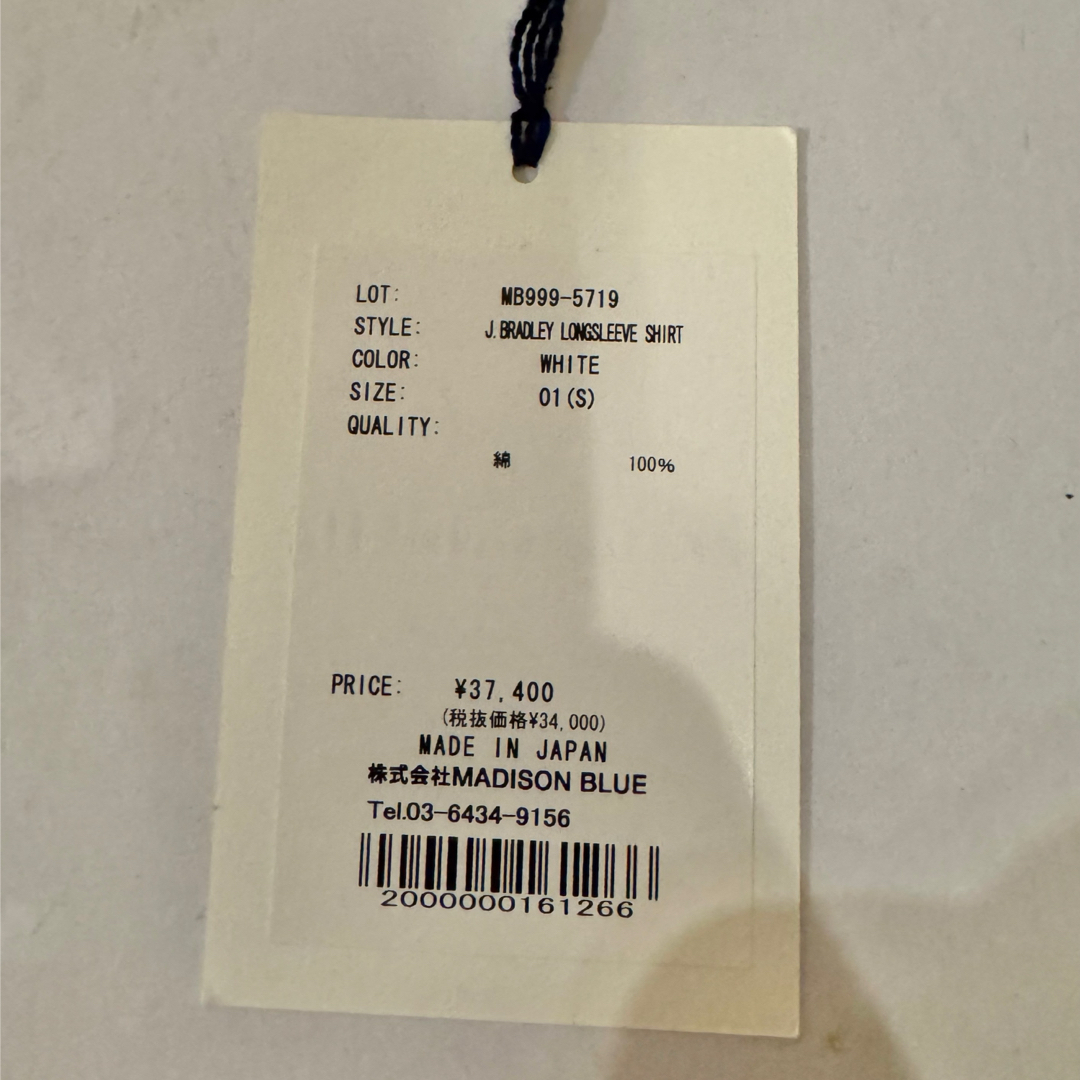 LOT: MB999-5719
STYLE: J.BRADLEY LONGSLEEVE SHIRT
COLOR: WHITE
SIZE: 01(S)
QUALITY:
綿 100%
PRICE: ¥37,400
(税抜価格¥34,000)
MADE IN JAPAN
株式会社MADISON BLUE
Tel.03-6434-9156
2000000161266